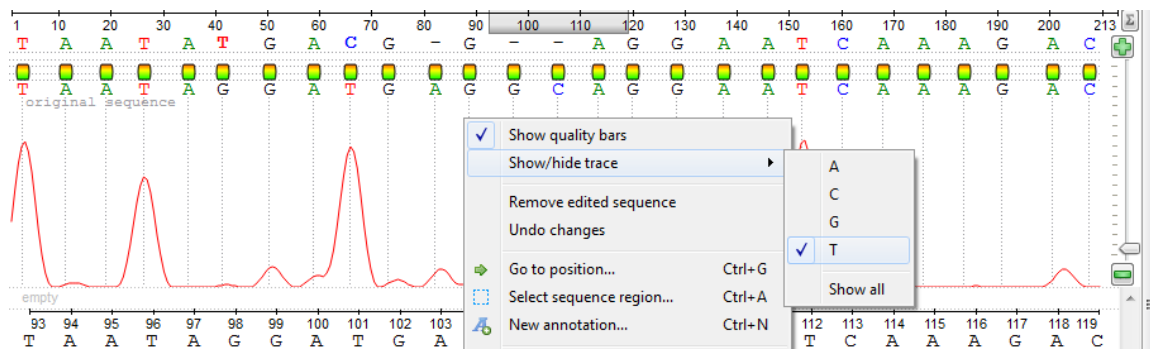 1 10 20 30 40 50 60 70 80 90 100 110 120 130 140 150 160 170 180 190 200 213 Σ
T A A T A T G A C G - G - - A G G A A T C A A A G A C
T A A T A G G A T G A G G C A G G A A T C A A A G A C
original sequence
Show quality bars
Show/hide trace
Remove edited sequence
Undo changes
Go to position... Ctrl+G
Select sequence region... Ctrl+A
New annotation... Ctrl+N
A
C
G
T
Show all
empty
93 94 95 96 97 98 99 100 101 102 103 112 113 114 115 116 117 118 119
T A A T A G G A T G A T C A A A G A C